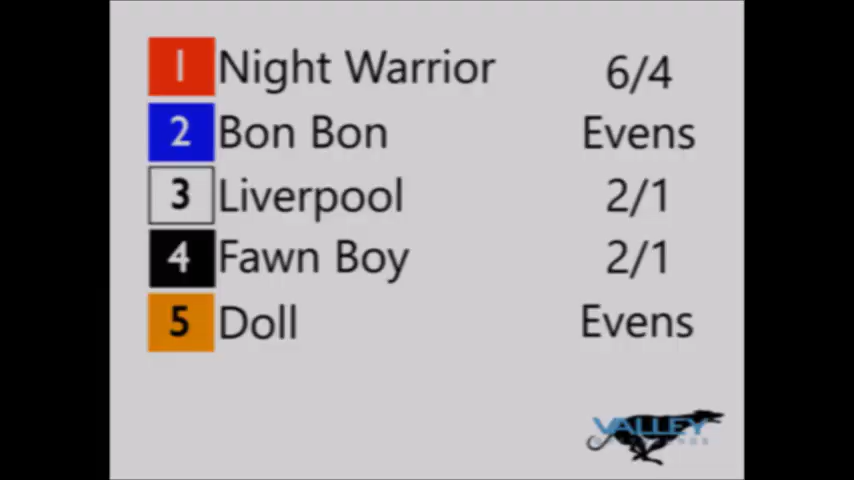 1 Night Warrior 6/4
2 Bon Bon Evens
3 Liverpool 2/1
4 Fawn Boy 2/1
5 Doll Evens
VALLEY